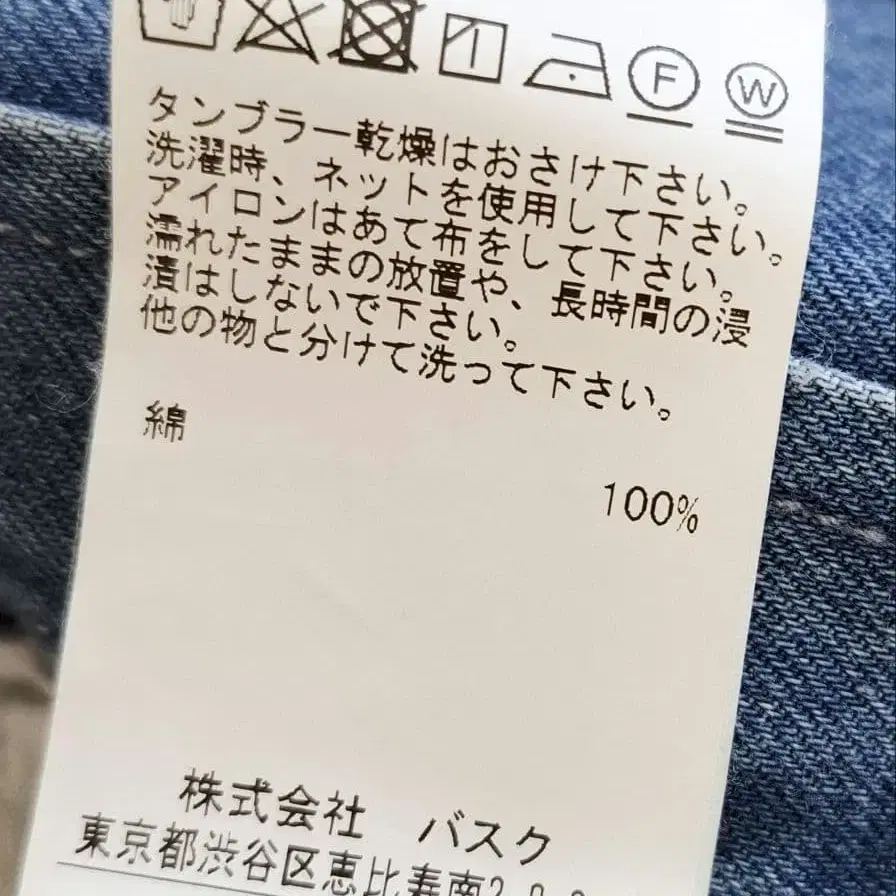 F W
タンブラー乾燥はおさけ下さい。
洗濯時、ネットを使用して下さい。
アイロンはあて布をして下さい。
濡れたままの放置や、長時間の浸
漬はしないで下さい。
他の物と分けて洗って下さい。
綿
100%
株式会社 バスク
東京都渋谷区恵比寿南2